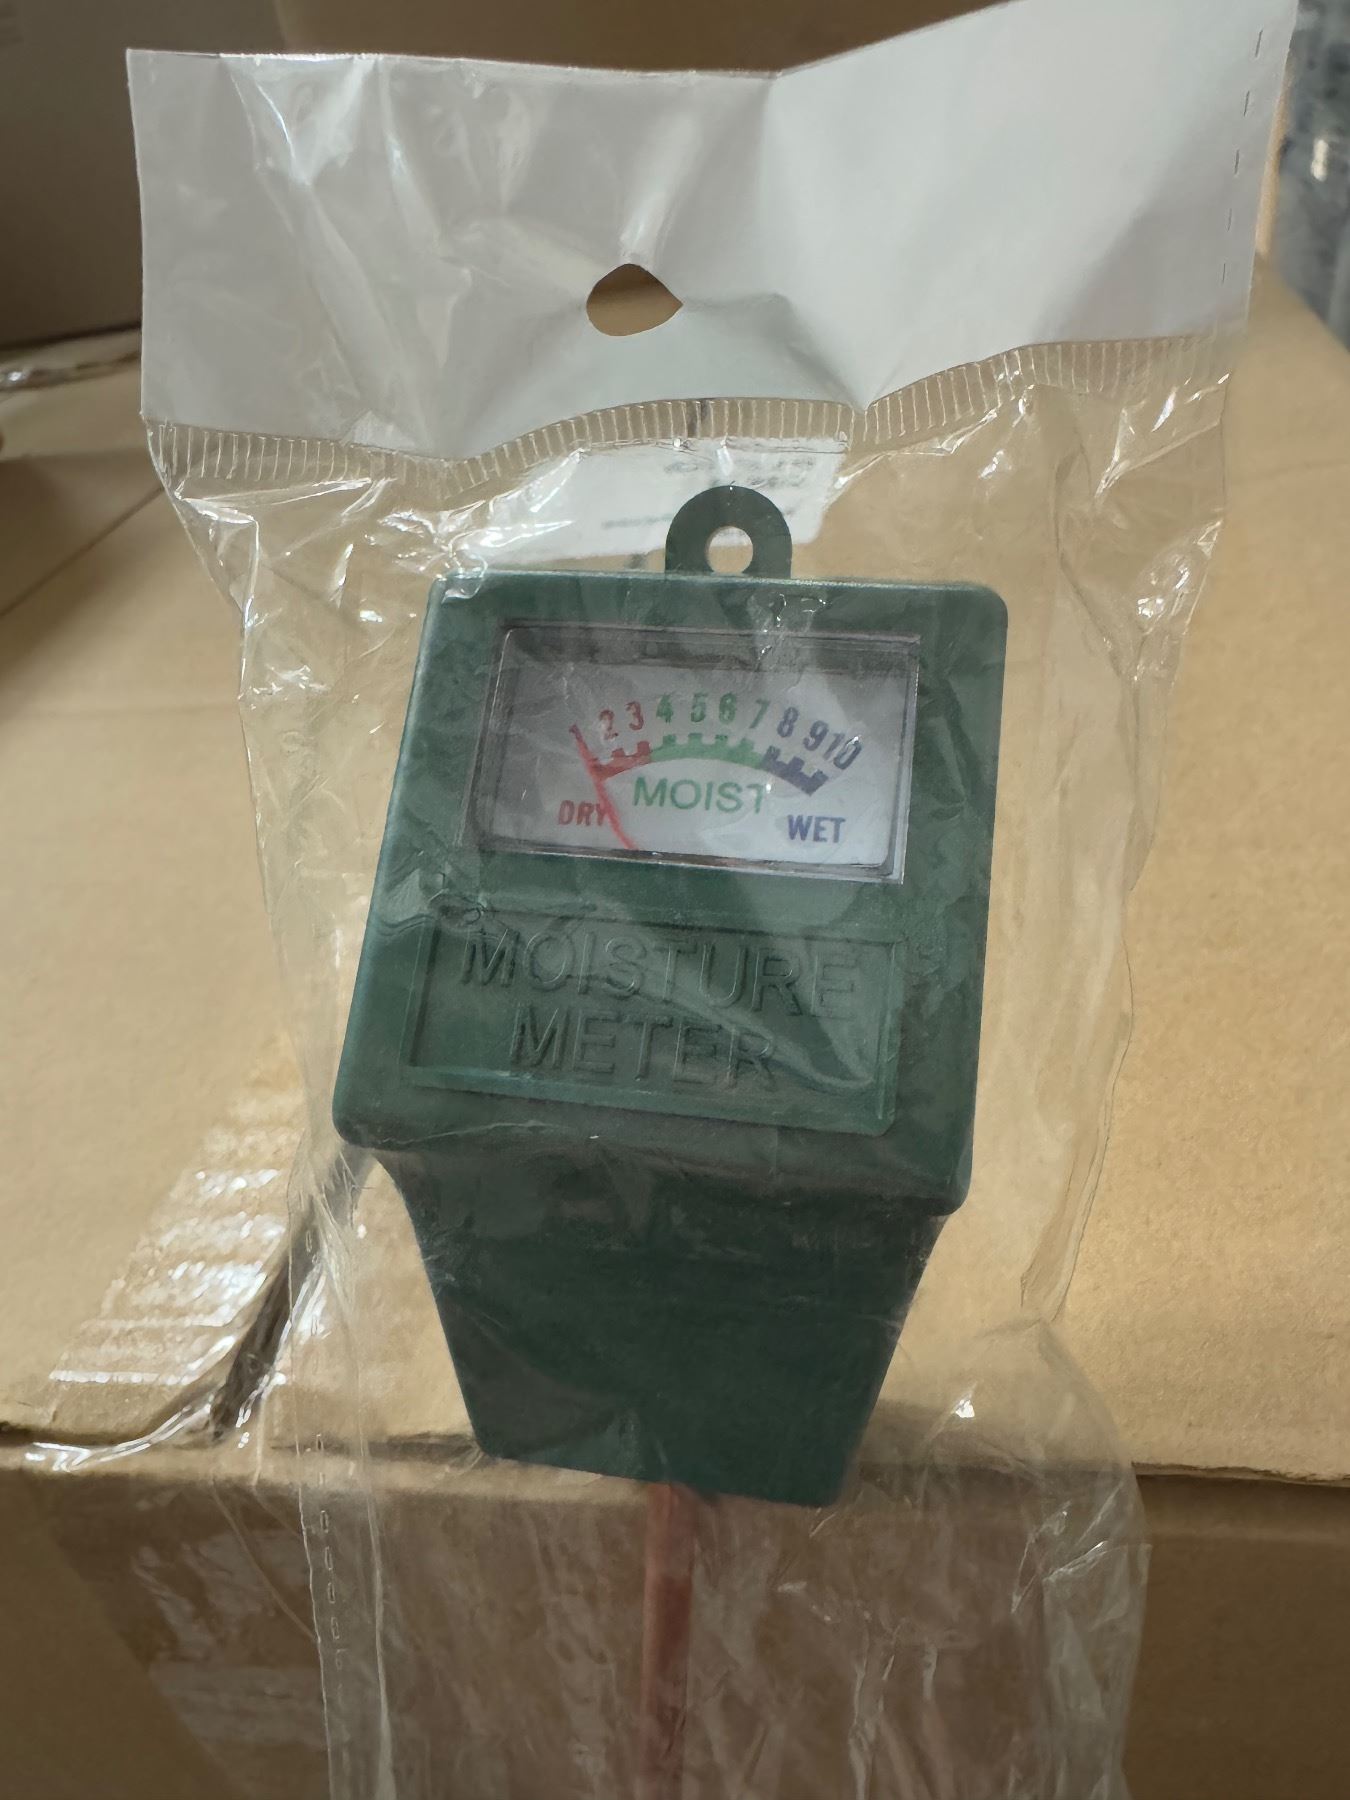 1 2 3 4 5 6 7 8 9 10
MOIST
DRY
WET
MOISTURE
METER